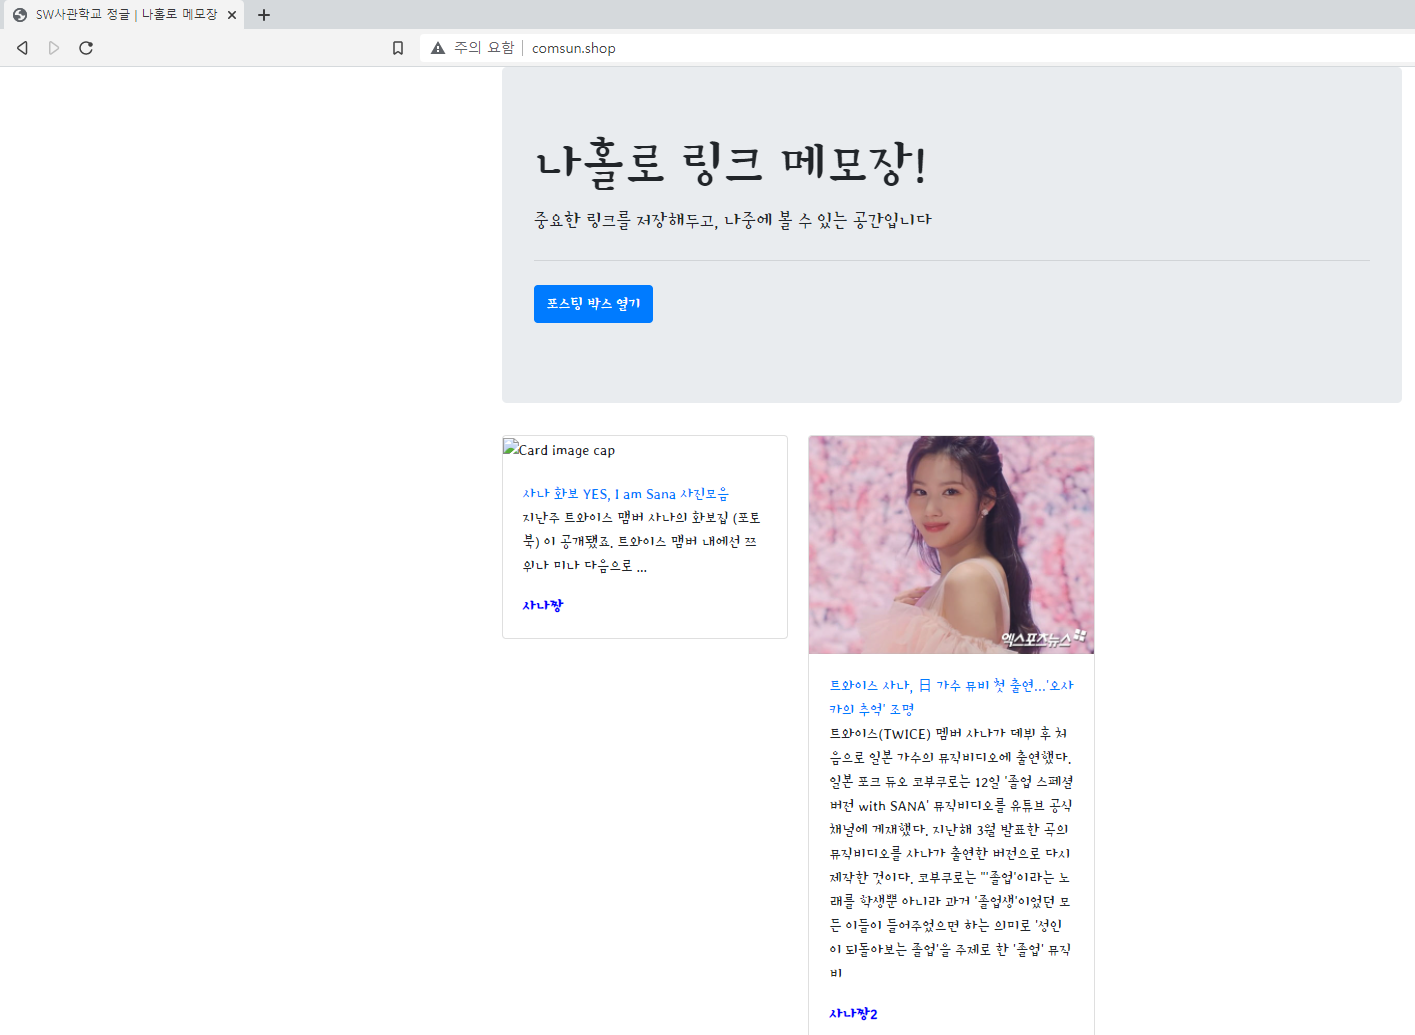 SW사관학교 정글 | 나홀로 메모장
주의 요함 | comsun.shop
나홀로 링크 메모장!
중요한 링크를 저장해두고, 나중에 볼 수 있는 공간입니다
포스팅 박스 열기
Card image cap
사나 화보 YES, I am Sana 사진모음
지난주 트와이스 맴버 사나의 화보집 (포토
북) 이 공개됐죠. 트와이스 맴버 내에선 쯔
위나 미나 다음으로 ...
사나짱
엑스포츠뉴스
트와이스 사나, 日 가수 뮤비 첫 출연…'오사
카의 추억' 조명
트와이스(TWICE) 멤버 사나가 데뷔 후 처
음으로 일본 가수의 뮤직비디오에 출연했다.
일본 포크 듀오 코부쿠로는 12일 '졸업 스페셜
버전 with SANA' 뮤직비디오를 유튜브 공식
채널에 게재했다. 지난해 3월 발표한 곡의
뮤직비디오를 사나가 출연한 버전으로 다시
제작한 것이다. 코부쿠로는 "'졸업'이라는 노
래를 학생뿐 아니라 과거 '졸업생'이었던 모
든 이들이 들어주었으면 하는 의미로 '성인
이 되돌아보는 졸업'을 주제로 한 '졸업' 뮤직
비
사나짱2